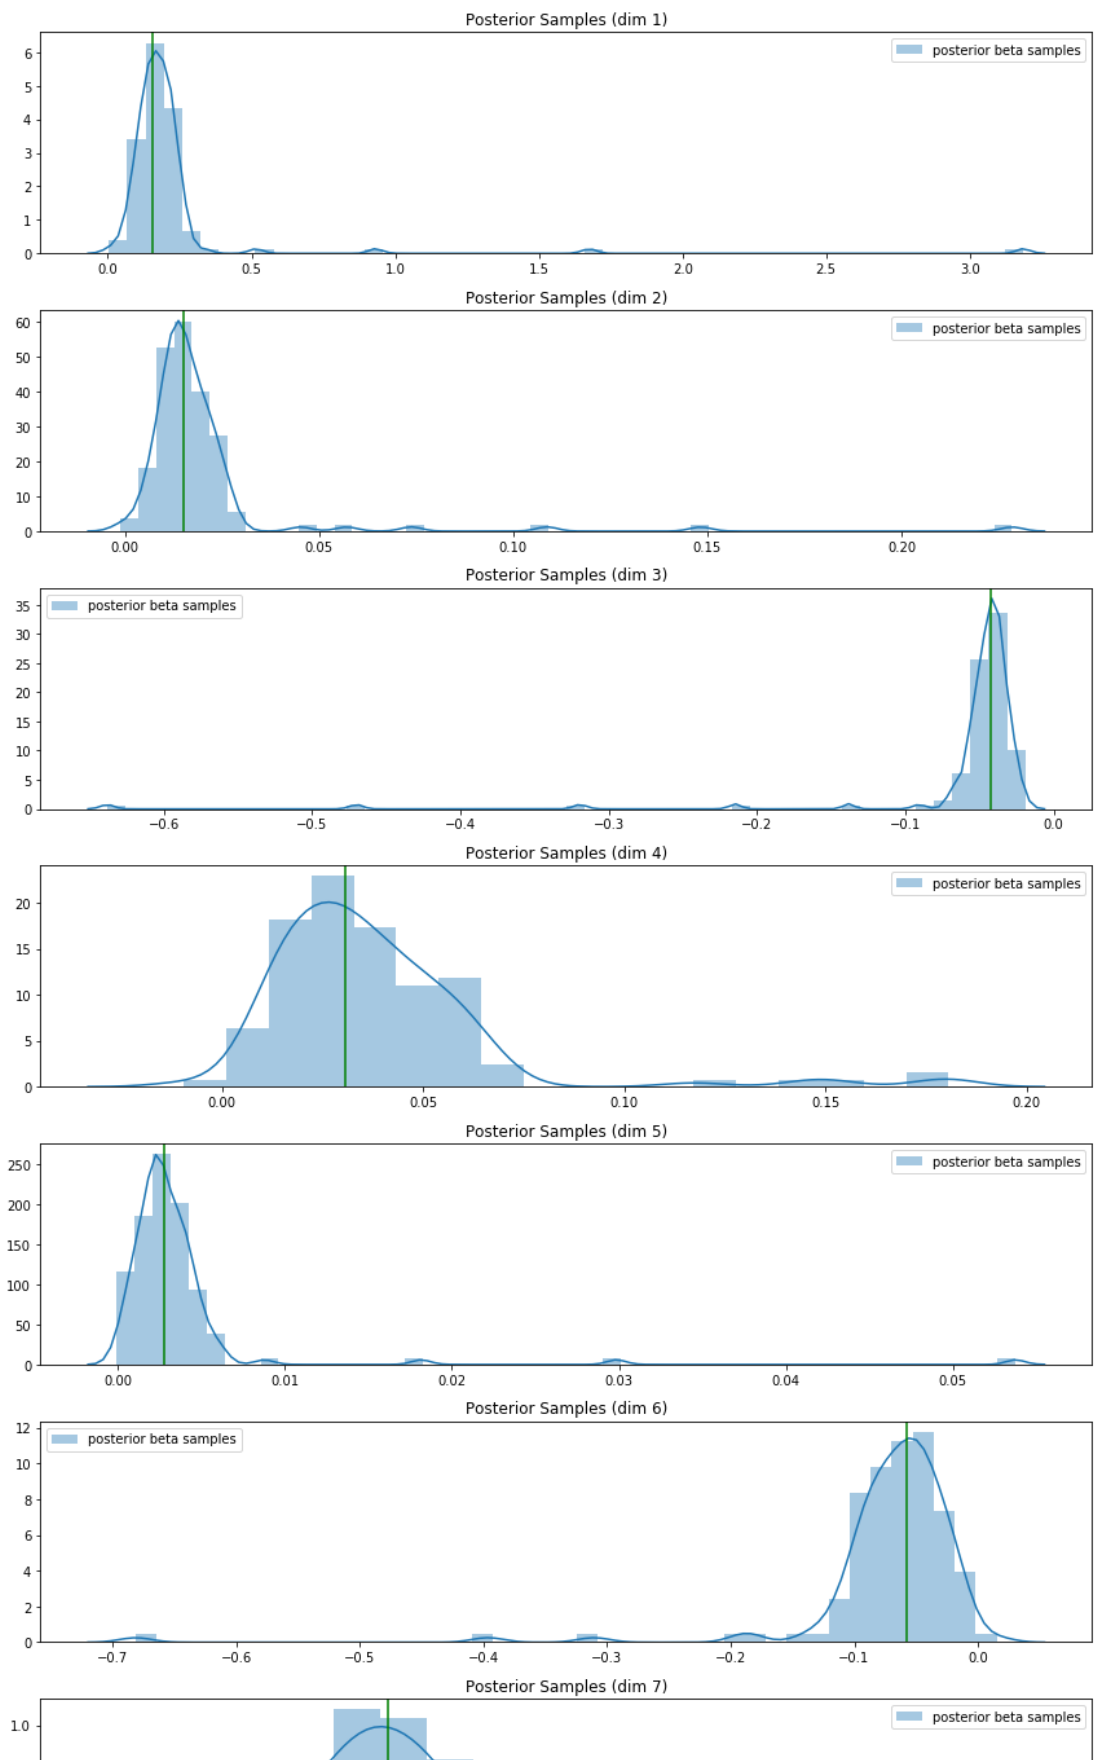 Posterior Samples (dim 1)
posterior beta samples
6
5
4
3
2
1
0
0.0 0.5 1.0 1.5 2.0 2.5 3.0
Posterior Samples (dim 2)
posterior beta samples
60
50
40
30
20
10
0
0.00 0.05 0.10 0.15 0.20
Posterior Samples (dim 3)
posterior beta samples
35
30
25
20
15
10
5
0
−0.6 −0.5 −0.4 −0.3 −0.2 −0.1 0.0
Posterior Samples (dim 4)
posterior beta samples
20
15
10
5
0
0.00 0.05 0.10 0.15 0.20
Posterior Samples (dim 5)
posterior beta samples
250
200
150
100
50
0
0.00 0.01 0.02 0.03 0.04 0.05
Posterior Samples (dim 6)
posterior beta samples
12
10
8
6
4
2
0
−0.7 −0.6 −0.5 −0.4 −0.3 −0.2 −0.1 0.0
Posterior Samples (dim 7)
posterior beta samples
1.0